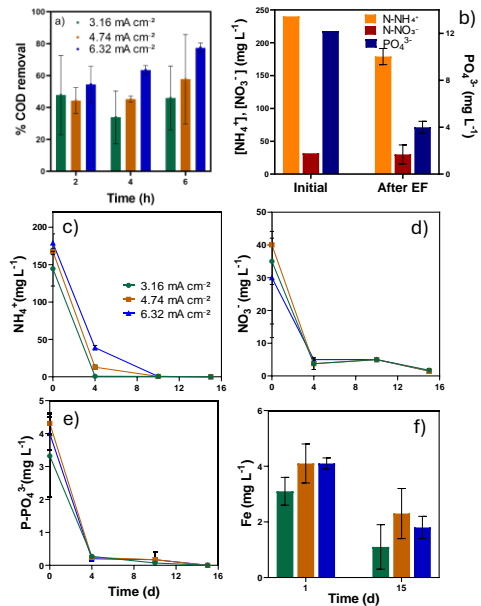 a)
3.16 mA cm⁻²
4.74 mA cm⁻²
6.32 mA cm⁻²
% COD removal
100
80
60
40
20
0
2
4
6
Time (h)
b)
N-NH₄⁺
N-NO₃⁻
PO₄³⁻
[NH₄⁺], [NO₃⁻] (mg L⁻¹)
250
200
150
100
50
0
Initial
After EF
12
8
4
0
PO₄³⁻ (mg L⁻¹)
c)
NH₄⁺(mg L⁻¹)
200
150
100
50
0
3.16 mA cm⁻²
4.74 mA cm⁻²
6.32 mA cm⁻²
0
4
8
12
16
d)
NO₃⁻ (mg L⁻¹)
50
40
30
20
10
0
0
4
8
12
16
e)
P-PO₄³⁻(mg L⁻¹)
5
4
3
2
1
0
0
4
8
12
16
Time (d)
f)
Fe (mg L⁻¹)
6
4
2
0
1
15
Time (d)